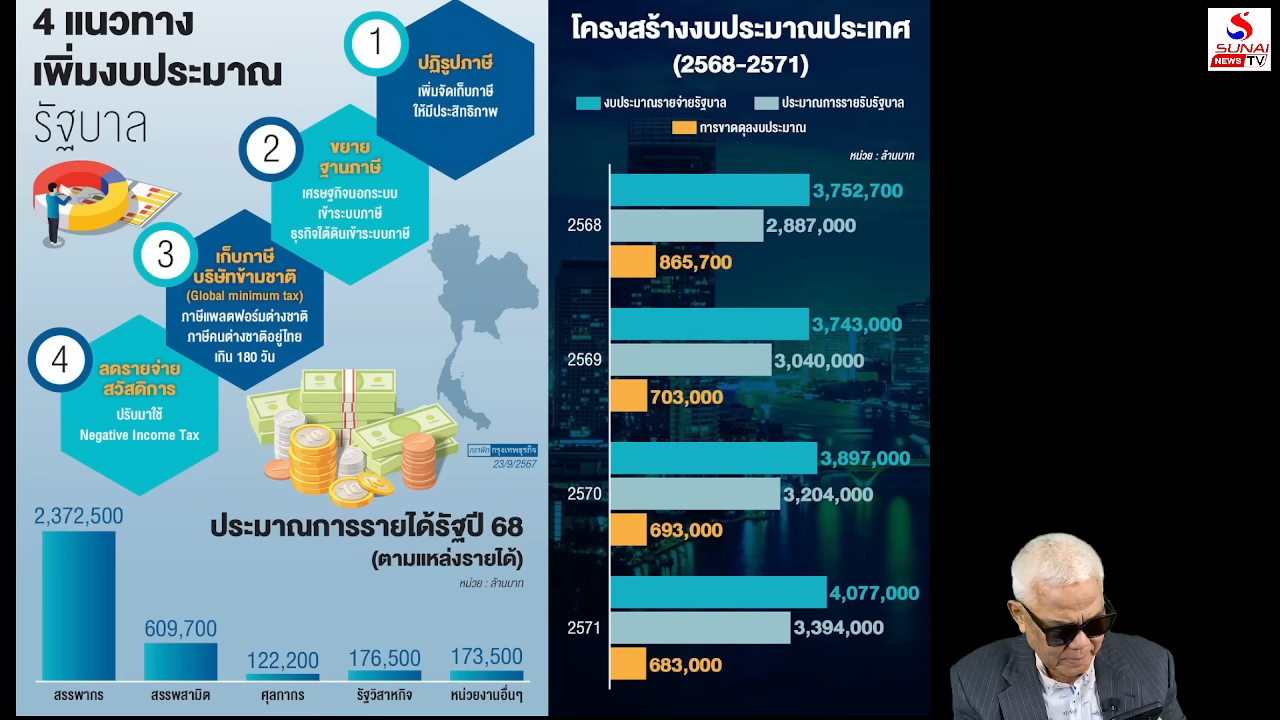 4 แนวทาง
เพิ่มงบประมาณ
รัฐบาล
1
ปฏิรูปภาษี
เพิ่มจัดเก็บภาษี
ให้มีประสิทธิภาพ
2
ขยาย
ฐานภาษี
เศรษฐกิจนอกระบบ
เข้าระบบภาษี
ธุรกิจใต้ดินเข้าระบบภาษี
3
เก็บภาษี
บริษัทข้ามชาติ
(Global minimum tax)
ภาษีแพลตฟอร์มต่างชาติ
ภาษีคนต่างชาติอยู่ไทย
เกิน 180 วัน
4
ลดรายจ่าย
สวัสดิการ
ปรับมาใช้
Negative Income Tax
กราฟิก กรุงเทพธุรกิจ
23/9/2567
ประมาณการรายได้รัฐปี 68
(ตามแหล่งรายได้)
หน่วย : ล้านบาท
2,372,500
609,700
122,200
176,500
173,500
สรรพากร
สรรพสามิต
ศุลกากร
รัฐวิสาหกิจ
หน่วยงานอื่นๆ
โครงสร้างงบประมาณประเทศ
(2568-2571)
งบประมาณรายจ่ายรัฐบาล
ประมาณการรายรับรัฐบาล
การขาดดุลงบประมาณ
หน่วย : ล้านบาท
2568
3,752,700
2,887,000
865,700
2569
3,743,000
3,040,000
703,000
2570
3,897,000
3,204,000
693,000
2571
4,077,000
3,394,000
683,000
SUNAI
NEWS TV